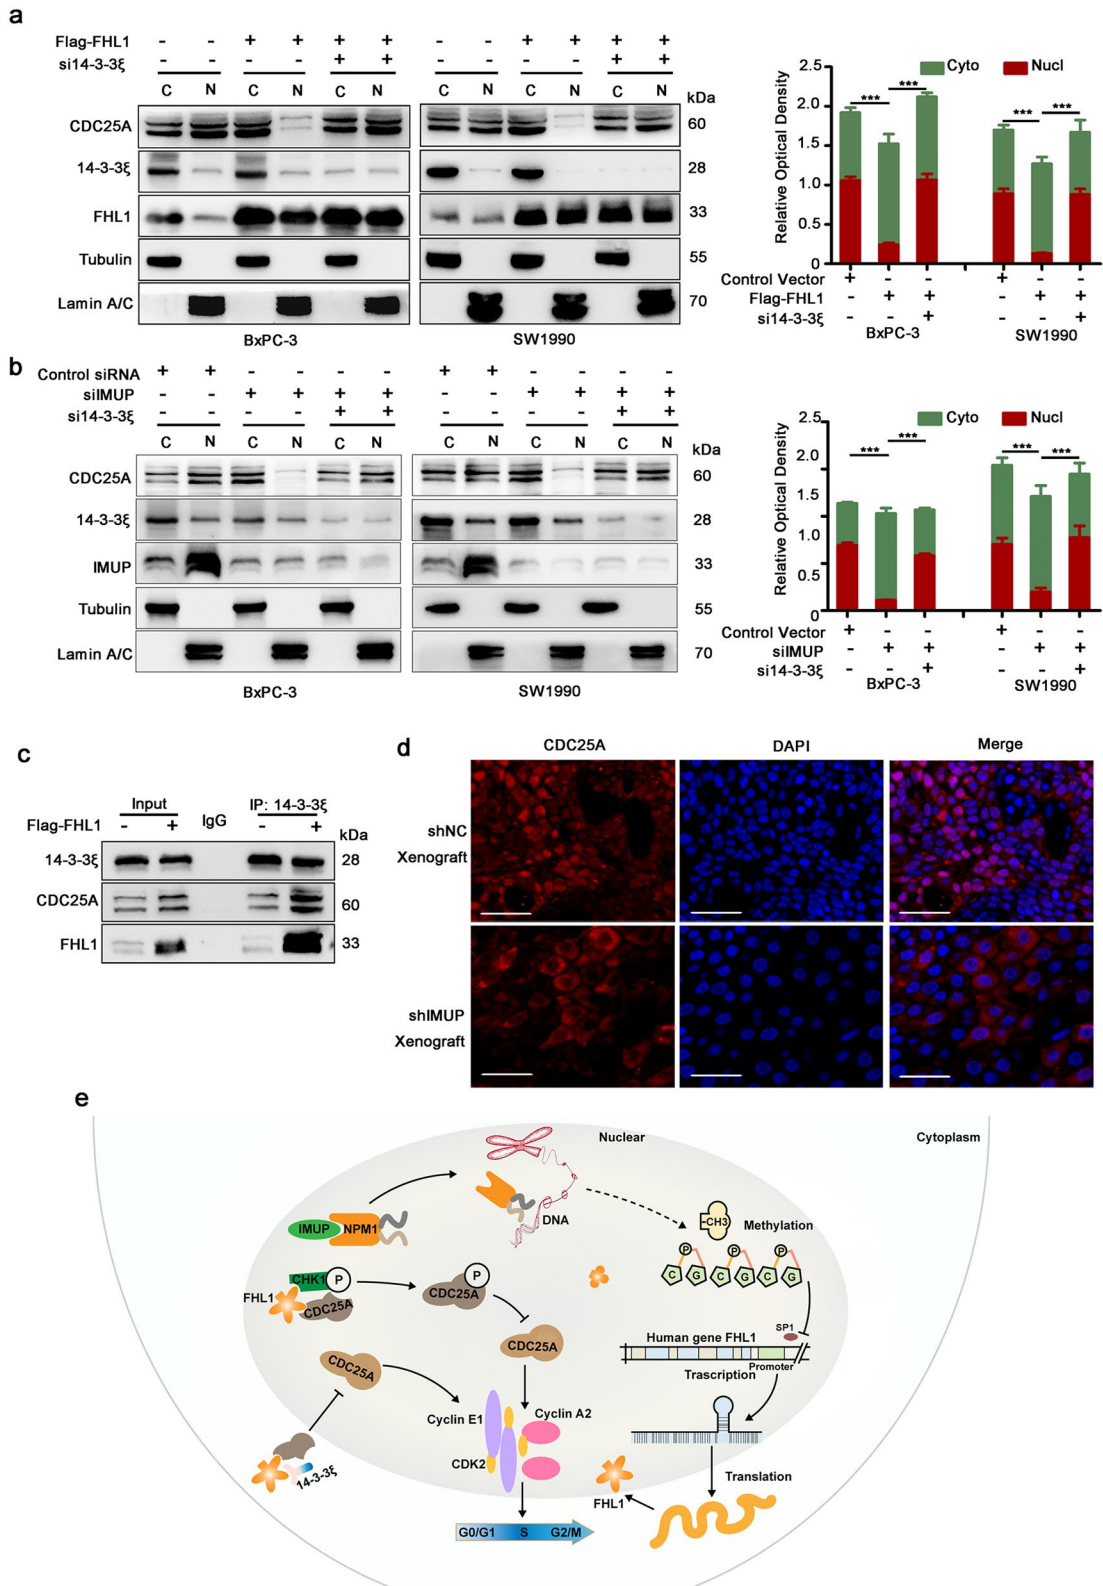 a
Flag-FHL1 - - + + + + - - + + + +
si14-3-3ξ - - - - + + - - - - + +
C N C N C N C N C N C N
kDa
CDC25A 60
14-3-3ξ 28
FHL1 33
Tubulin 55
Lamin A/C 70
BxPC-3 SW1990
Cyto Nucl
*** *** *** ***
Relative Optical Density
2.5
2.0
1.5
1.0
0.5
0
Control Vector + - - + - -
Flag-FHL1 - + + - + +
si14-3-3ξ - - + - - +
BxPC-3 SW1990
b
Control siRNA + + - - - - + + - - - -
siIMUP - - + + + + - - + + + +
si14-3-3ξ - - - - + + - - - - + +
C N C N C N C N C N C N
kDa
CDC25A 60
14-3-3ξ 28
IMUP 33
Tubulin 55
Lamin A/C 70
BxPC-3 SW1990
Cyto Nucl
*** *** *** ***
Relative Optical Density
2.5
2.0
1.5
1.0
0.5
0
Control Vector + - - + - -
siIMUP - + + - + +
si14-3-3ξ - - + - - +
BxPC-3 SW1990
c
Input IgG IP: 14-3-3ξ
Flag-FHL1 - + - + kDa
14-3-3ξ 28
CDC25A 60
FHL1 33
d
CDC25A DAPI Merge
shNC
Xenograft
shIMUP
Xenograft
e
Nuclear
Cytoplasm
IMUP NPM1
DNA
-CH3
Methylation
P P P
C G C G C G
CHK1 P
FHL1
CDC25A
P
CDC25A
CDC25A
CDC25A
SP1
Human gene FHL1
Promoter
Trascription
Cyclin E1
Cyclin A2
CDK2
14-3-3ξ
Translation
FHL1
G0/G1 S G2/M